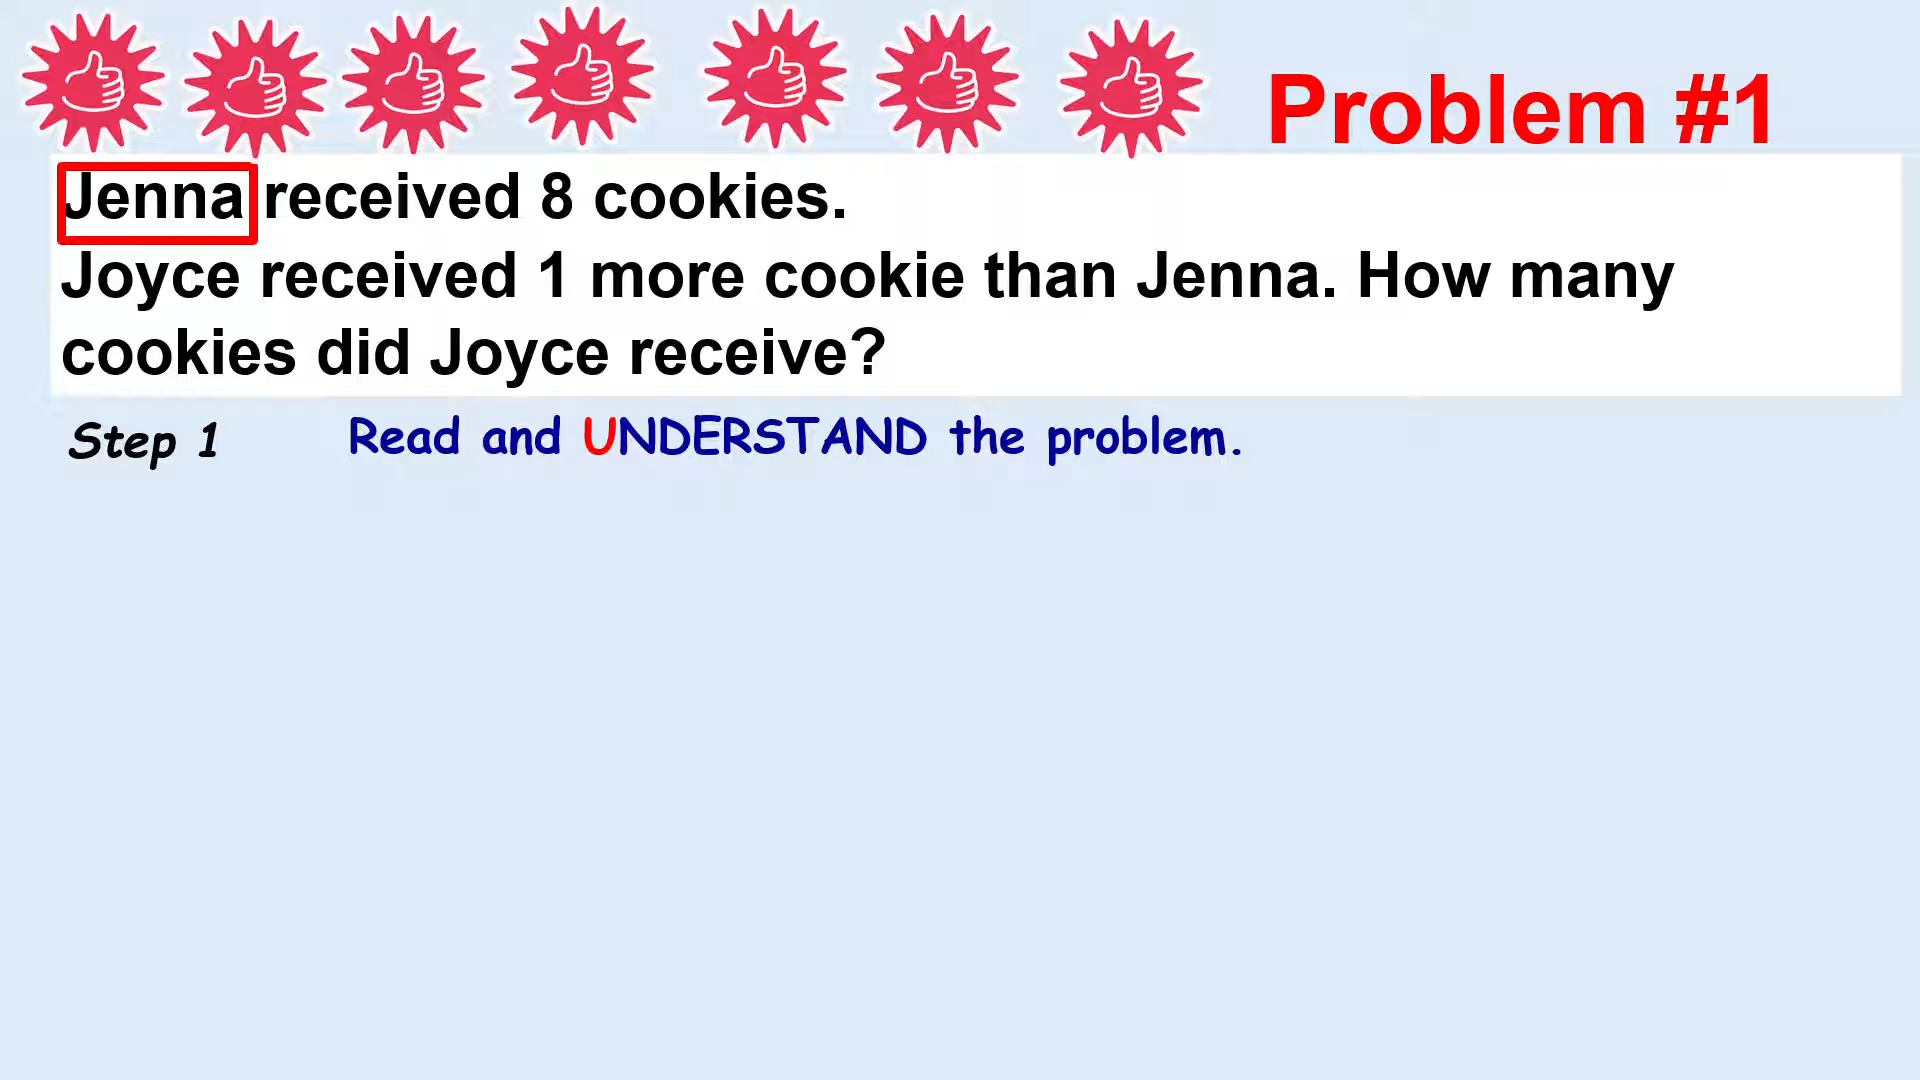 Problem #1
Jenna received 8 cookies.
Joyce received 1 more cookie than Jenna. How many
cookies did Joyce receive?
Step 1 Read and UNDERSTAND the problem.